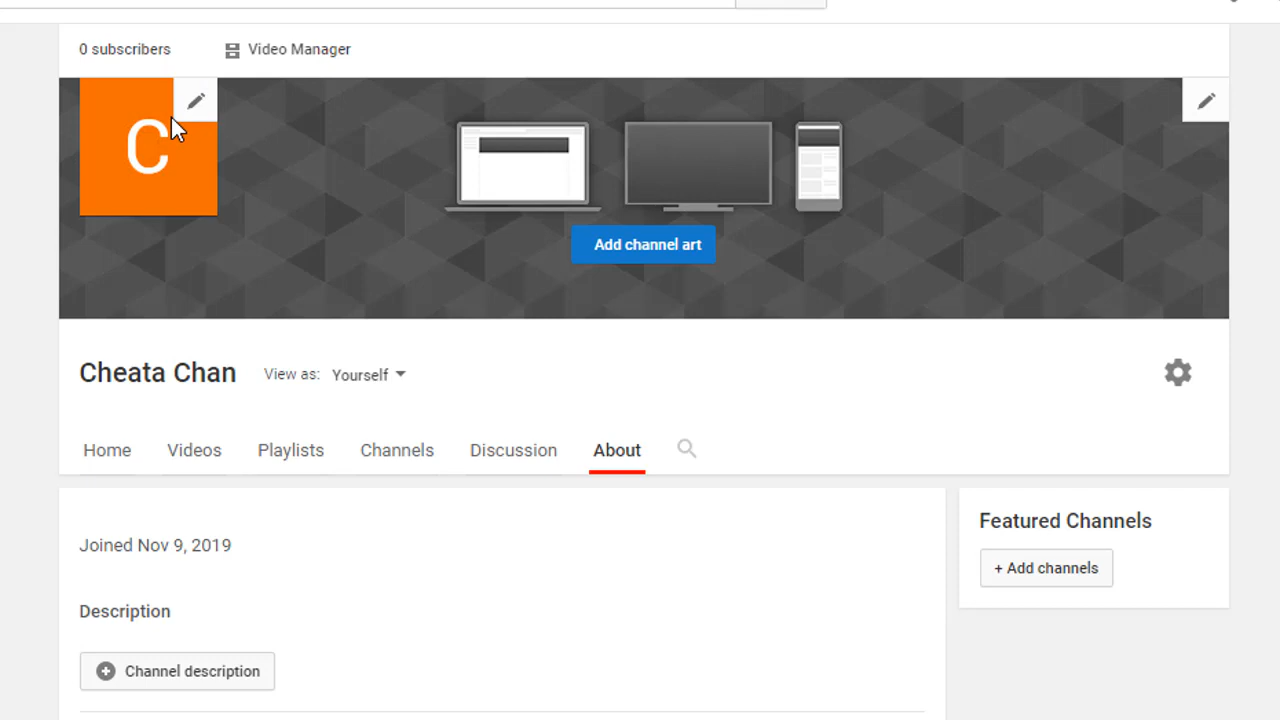 0 subscribers
Video Manager
C
Add channel art
Cheata Chan
View as: Yourself
Home Videos Playlists Channels Discussion About
Joined Nov 9, 2019
Description
Channel description
Featured Channels
+ Add channels